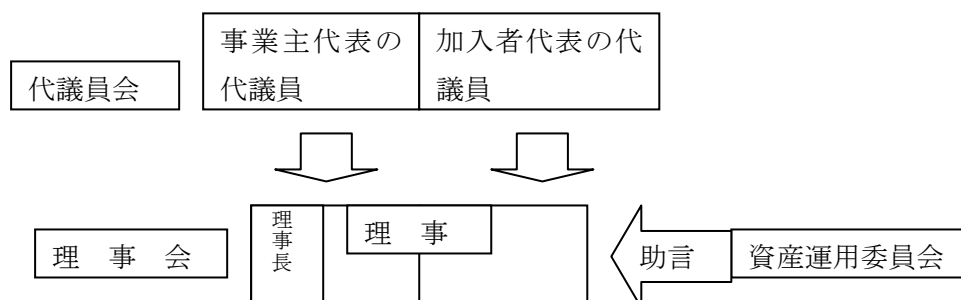 事業主代表の
代議員
加入者代表の代
議員
代議員会
理事長
理　事
理　事　会
助言
資産運用委員会